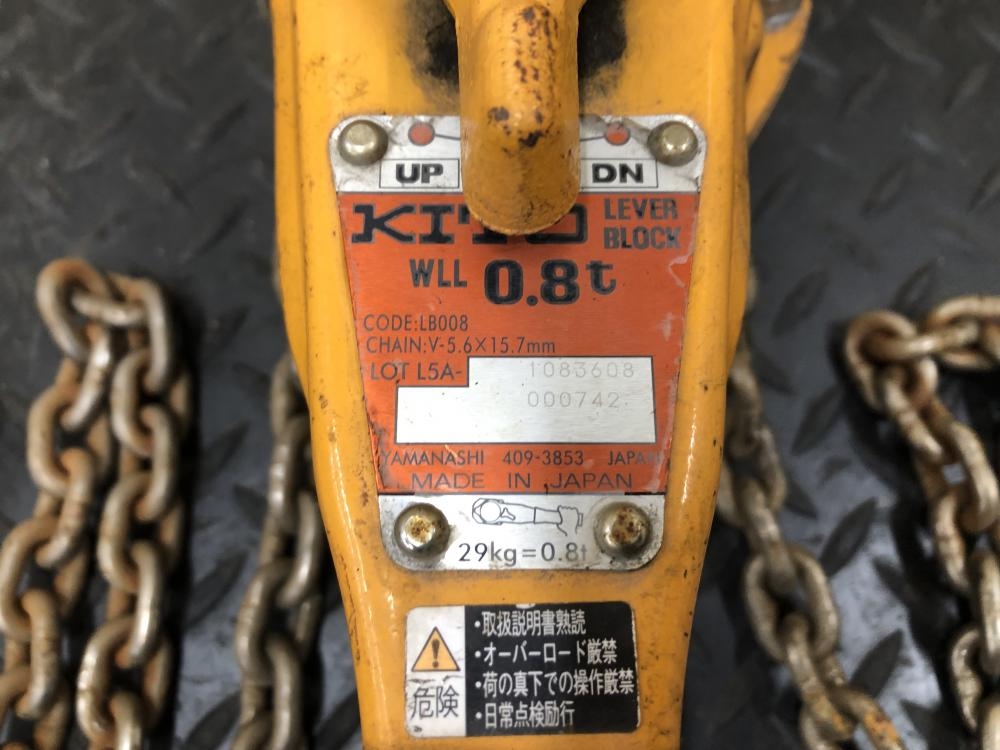 UP DN
KITO LEVER BLOCK
WLL 0.8t
CODE:LB008
CHAIN:V-5.6×15.7mm
LOT L5A- 1083608
000742
YAMANASHI 409-3853 JAPAN
MADE IN JAPAN
29kg=0.8t
危険
・取扱説明書熟読
・オーバーロード厳禁
・荷の真下での操作厳禁
・日常点検励行